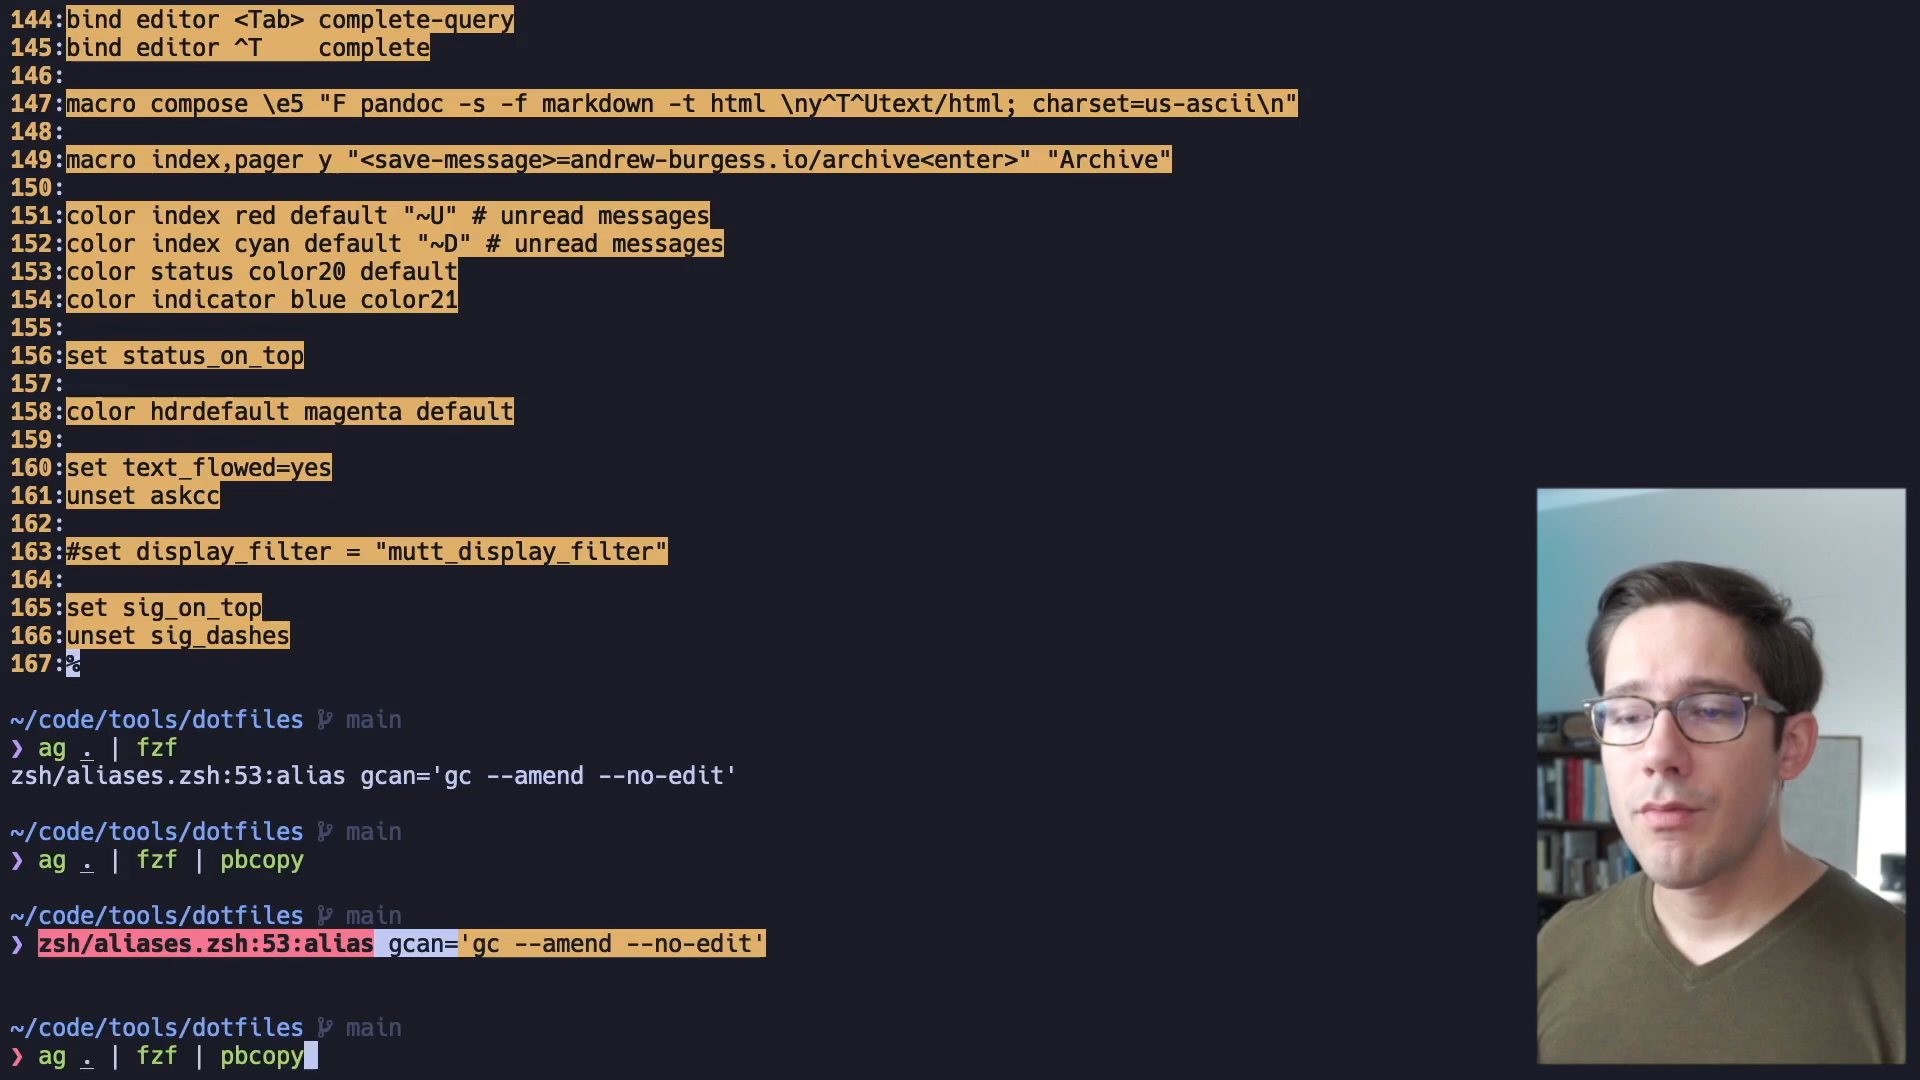 144:bind editor <Tab> complete-query
145:bind editor ^T    complete
146:
147:macro compose \e5 "F pandoc -s -f markdown -t html \ny^T^Utext/html; charset=us-ascii\n"
148:
149:macro index,pager y "<save-message>=andrew-burgess.io/archive<enter>" "Archive"
150:
151:color index red default "~U" # unread messages
152:color index cyan default "~D" # unread messages
153:color status color20 default
154:color indicator blue color21
155:
156:set status_on_top
157:
158:color hdrdefault magenta default
159:
160:set text_flowed=yes
161:unset askcc
162:
163:#set display_filter = "mutt_display_filter"
164:
165:set sig_on_top
166:unset sig_dashes
167:%
~/code/tools/dotfiles main
❯ ag . | fzf
zsh/aliases.zsh:53:alias gcan='gc --amend --no-edit'
~/code/tools/dotfiles main
❯ ag . | fzf | pbcopy
~/code/tools/dotfiles main
❯ zsh/aliases.zsh:53:alias gcan='gc --amend --no-edit'
~/code/tools/dotfiles main
❯ ag . | fzf | pbcopy